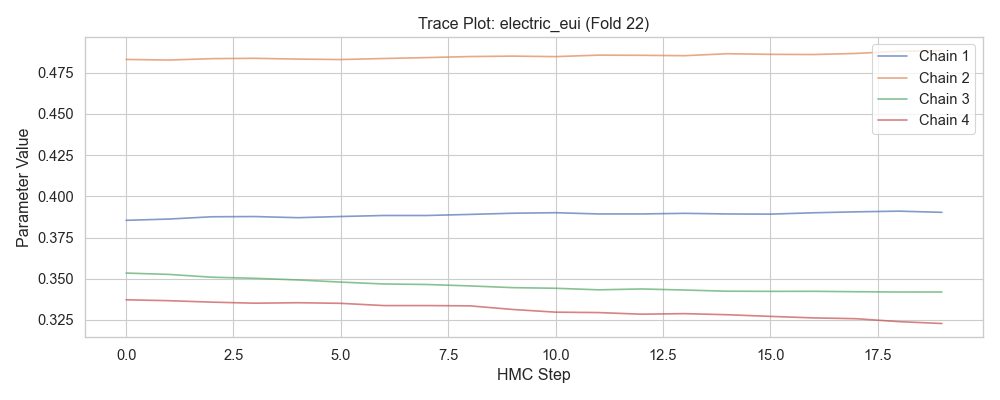 Trace Plot: electric_eui (Fold 22)
Parameter Value
0.475
0.450
0.425
0.400
0.375
0.350
0.325
Chain 1
Chain 2
Chain 3
Chain 4
0.0 2.5 5.0 7.5 10.0 12.5 15.0 17.5
HMC Step